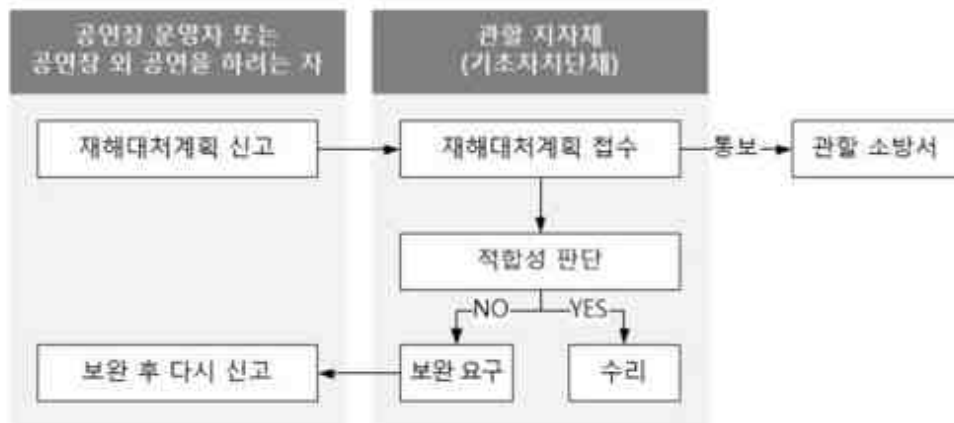 공연장 운영자 또는
공연장 외 공연을 하려는 자
관할 지자체
(기초자치단체)
재해대처계획 신고
재해대처계획 접수
통보
관할 소방서
적합성 판단
NO
YES
보완 후 다시 신고
보완 요구
수리